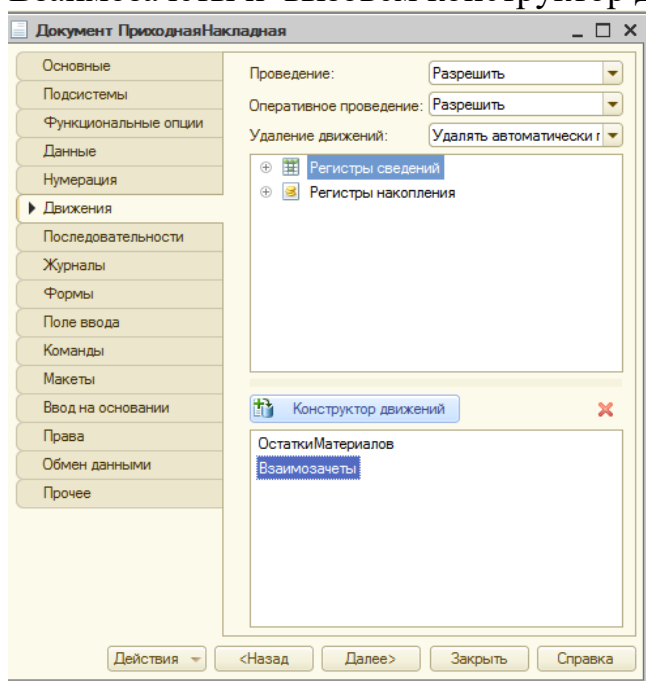 Документ ПриходнаяНакладная
Основные
Подсистемы
Функциональные опции
Данные
Нумерация
Движения
Последовательности
Журналы
Формы
Поле ввода
Команды
Макеты
Ввод на основании
Права
Обмен данными
Прочее
Проведение: Разрешить
Оперативное проведение: Разрешить
Удаление движений: Удалять автоматически г
Регистры сведений
Регистры накопления
Конструктор движений
ОстаткиМатериалов
Взаимозачеты
Действия <Назад Далее> Закрыть Справка